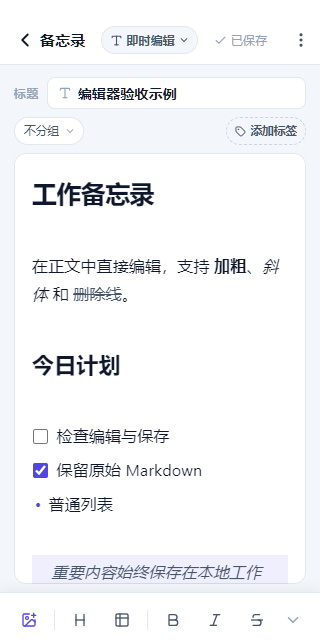 备忘录
即时编辑
已保存
标题
编辑器验收示例
不分组
添加标签
工作备忘录
在正文中直接编辑，支持 加粗、斜
体 和 删除线。
今日计划
检查编辑与保存
保留原始 Markdown
• 普通列表
重要内容始终保存在本地工作
H
B
I
S